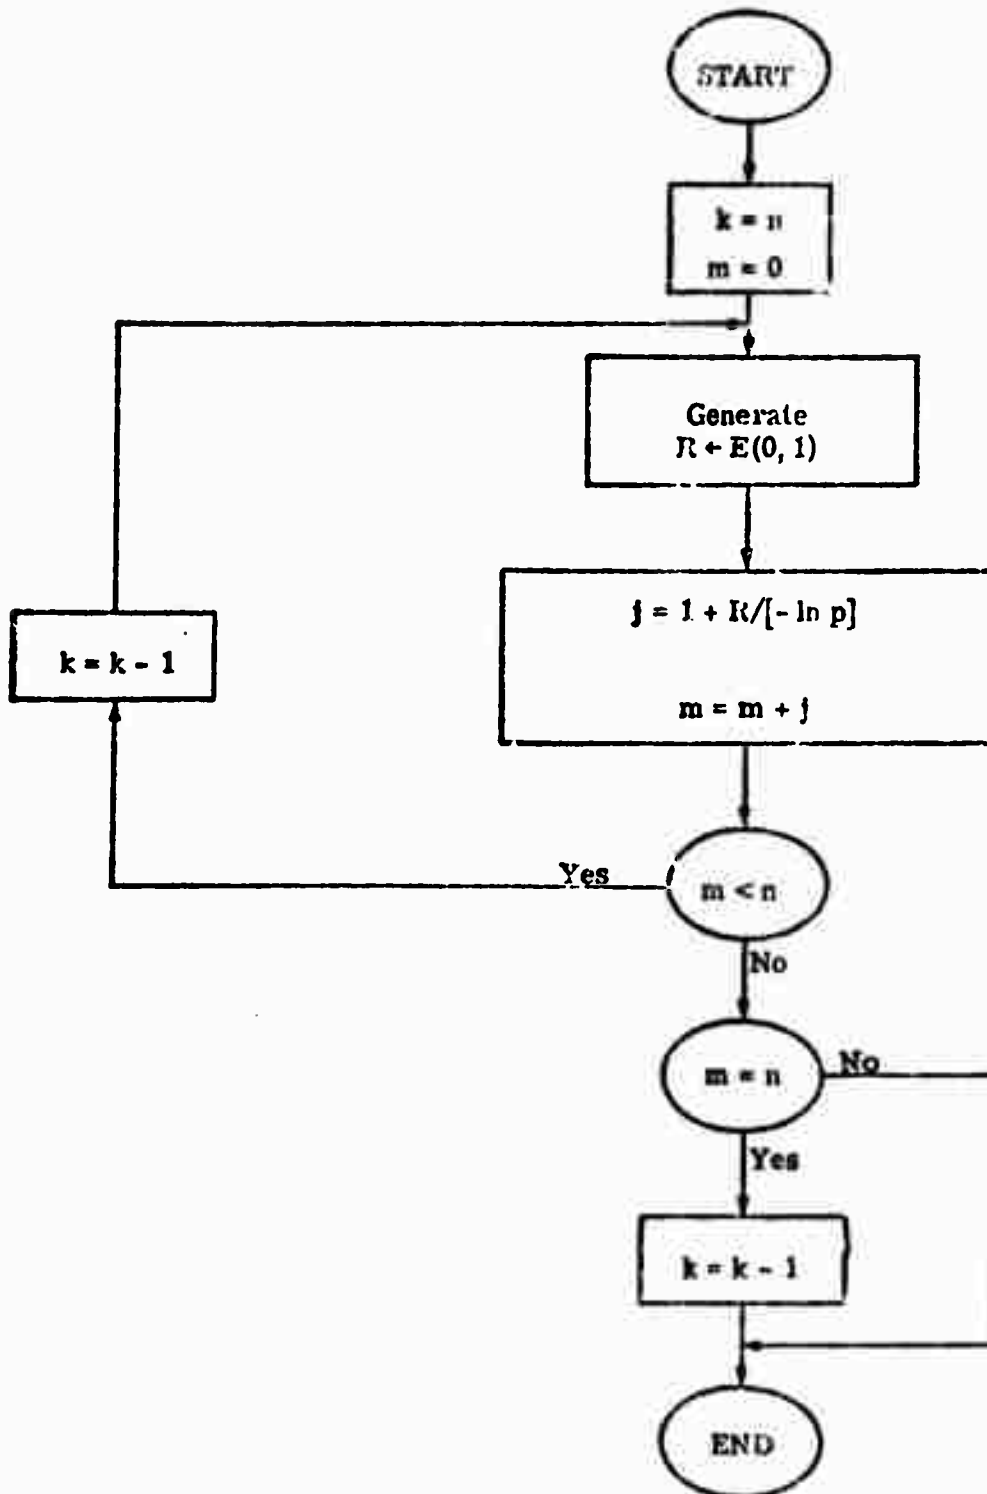 START
k = n
m = 0
Generate
R ← E(0, 1)
j = 1 + R/[- ln p]
m = m + j
k = k - 1
Yes
m < n
No
m = n
No
Yes
k = k - 1
END